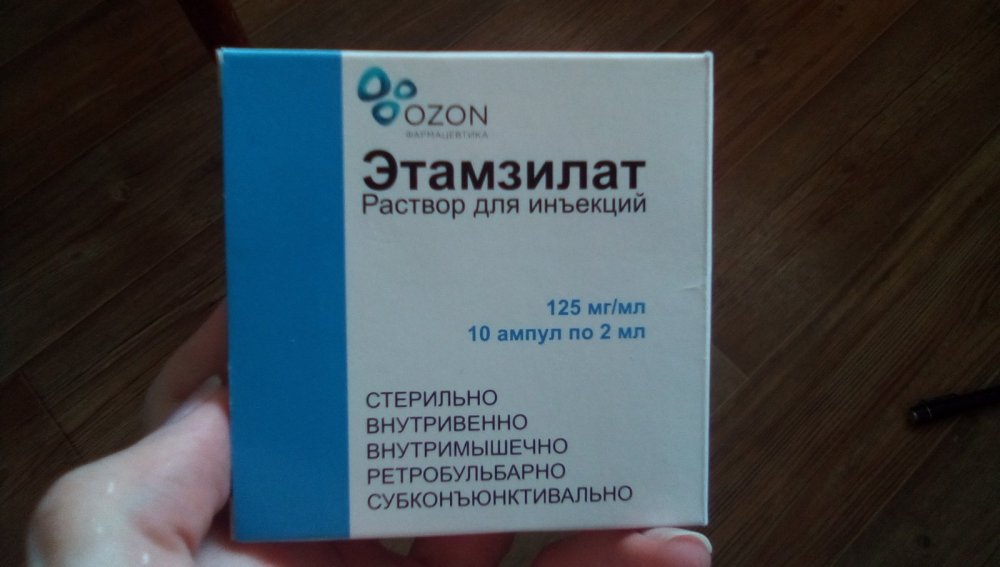 OZON
ФАРМАЦЕВТИКА
Этамзилат
Раствор для инъекций
125 мг/мл
10 ампул по 2 мл
СТЕРИЛЬНО
ВНУТРИВЕННО
ВНУТРИМЫШЕЧНО
РЕТРОБУЛЬБАРНО
СУБКОНЪЮНКТИВАЛЬНО